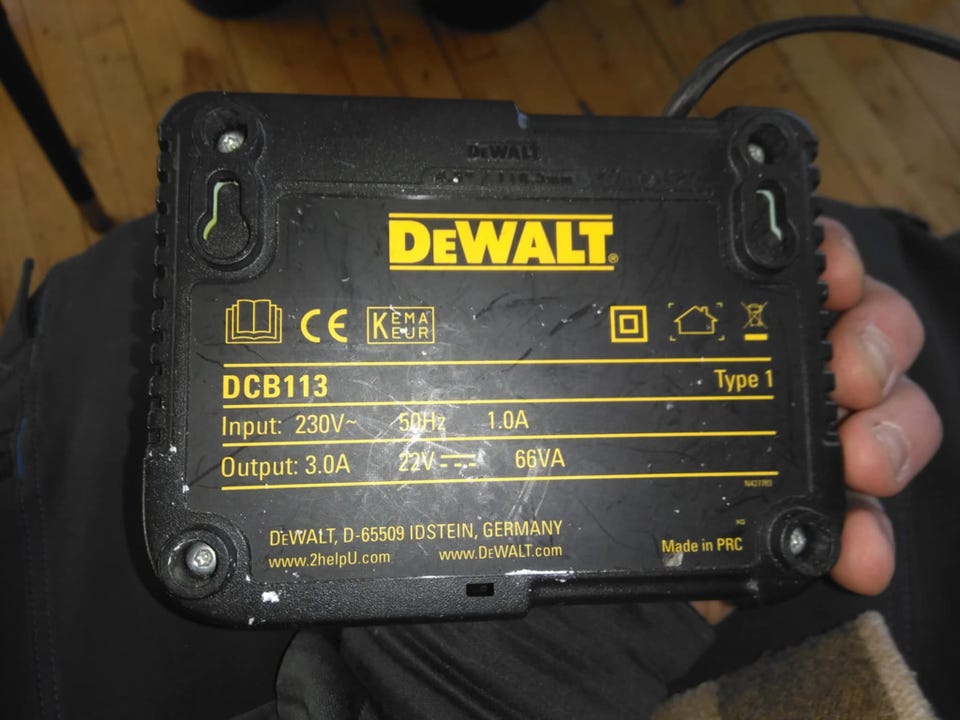 DEWALT
DEWALT®
CE KEMA KEUR
DCB113 Type 1
Input: 230V~ 50Hz 1.0A
Output: 3.0A 22V 66VA
DEWALT, D-65509 IDSTEIN, GERMANY
www.2helpU.com www.DEWALT.com Made in PRC